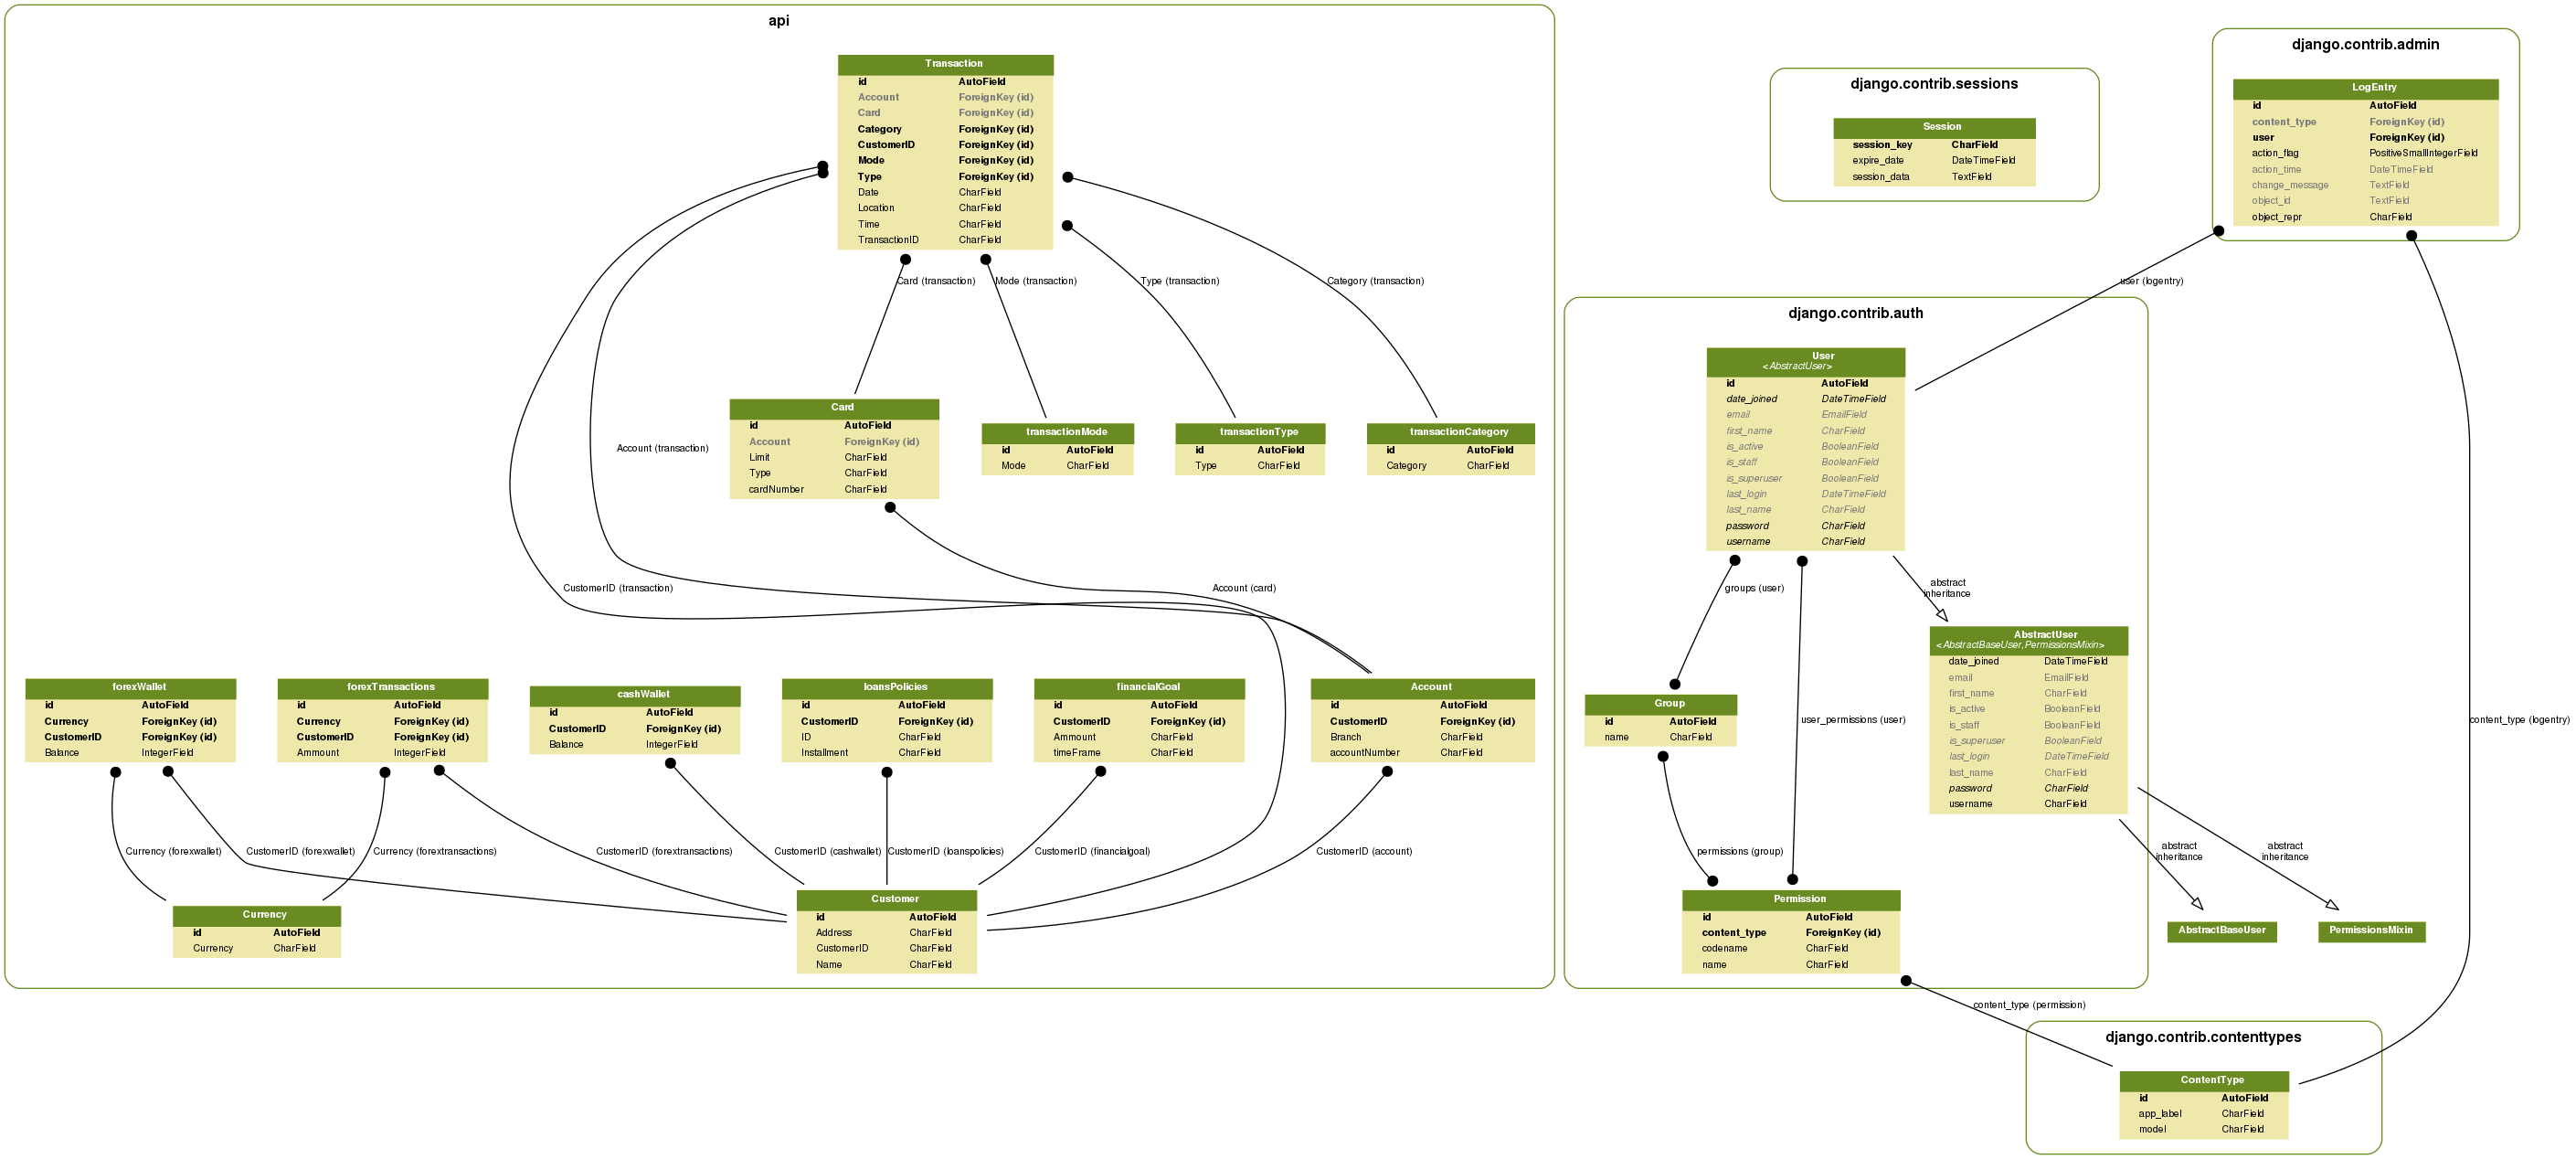 api
Transaction
id AutoField
Account ForeignKey (id)
Card ForeignKey (id)
Category ForeignKey (id)
CustomerID ForeignKey (id)
Mode ForeignKey (id)
Type ForeignKey (id)
Date CharField
Location CharField
Time CharField
TransactionID CharField
Card (transaction)
Mode (transaction)
Type (transaction)
Category (transaction)
Account (transaction)
Card
id AutoField
Account ForeignKey (id)
Limit CharField
Type CharField
cardNumber CharField
transactionMode
id AutoField
Mode CharField
transactionType
id AutoField
Type CharField
transactionCategory
id AutoField
Category CharField
CustomerID (transaction)
Account (card)
forexWallet
id AutoField
Currency ForeignKey (id)
CustomerID ForeignKey (id)
Balance IntegerField
forexTransactions
id AutoField
Currency ForeignKey (id)
CustomerID ForeignKey (id)
Ammount IntegerField
cashWallet
id AutoField
CustomerID ForeignKey (id)
Balance IntegerField
loansPolicies
id AutoField
CustomerID ForeignKey (id)
ID CharField
Installment CharField
financialGoal
id AutoField
CustomerID ForeignKey (id)
Ammount CharField
timeFrame CharField
Account
id AutoField
CustomerID ForeignKey (id)
Branch CharField
accountNumber CharField
Currency (forexwallet)
CustomerID (forexwallet)
Currency (forextransactions)
CustomerID (forextransactions)
CustomerID (cashwallet)
CustomerID (loanspolicies)
CustomerID (financialgoal)
CustomerID (account)
Currency
id AutoField
Currency CharField
Customer
id AutoField
Address CharField
CustomerID CharField
Name CharField
django.contrib.sessions
Session
session_key CharField
expire_date DateTimeField
session_data TextField
django.contrib.admin
LogEntry
id AutoField
content_type ForeignKey (id)
user ForeignKey (id)
action_flag PositiveSmallIntegerField
action_time DateTimeField
change_message TextField
object_id TextField
object_repr CharField
user (logentry)
django.contrib.auth
User
<AbstractUser>
id AutoField
date_joined DateTimeField
email EmailField
first_name CharField
is_active BooleanField
is_staff BooleanField
is_superuser BooleanField
last_login DateTimeField
last_name CharField
password CharField
username CharField
groups (user)
abstract
inheritance
AbstractUser
<AbstractBaseUser,PermissionsMixin>
date_joined DateTimeField
email EmailField
first_name CharField
is_active BooleanField
is_staff BooleanField
is_superuser BooleanField
last_login DateTimeField
last_name CharField
password CharField
username CharField
Group
id AutoField
name CharField
user_permissions (user)
content_type (logentry)
permissions (group)
abstract
inheritance
abstract
inheritance
Permission
id AutoField
content_type ForeignKey (id)
codename CharField
name CharField
AbstractBaseUser
PermissionsMixin
content_type (permission)
django.contrib.contenttypes
ContentType
id AutoField
app_label CharField
model CharField